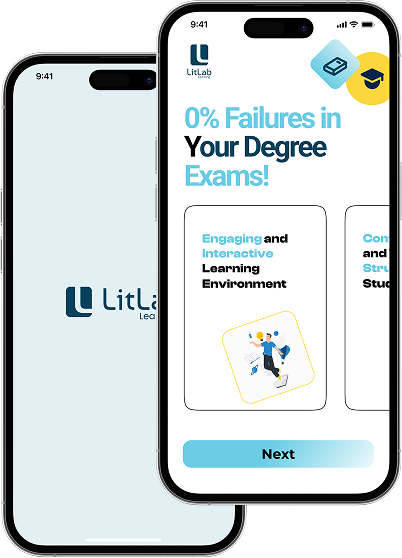 9:41
LitLa
Lea
9:41
LitLab
Learning
0% Failures in
Your Degree
Exams!
Engaging and
Interactive
Learning
Environment
Con
and
Stru
Stud
Next